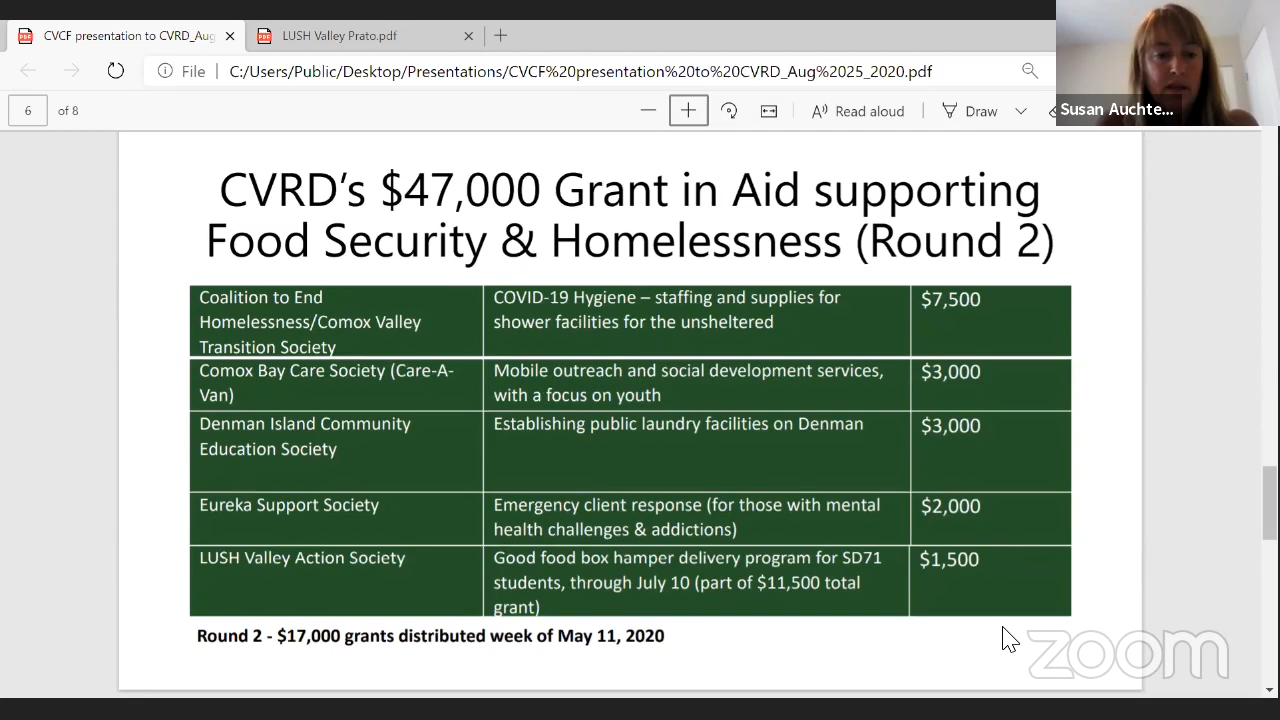 CVCF presentation to CVRD_Aug
LUSH Valley Prato.pdf
File
C:/Users/Public/Desktop/Presentations/CVCF%20presentation%20to%20CVRD_Aug%2025_2020.pdf
6 of 8
Read aloud
Draw
Susan Auchte...
CVRD's $47,000 Grant in Aid supporting
Food Security & Homelessness (Round 2)
Coalition to End
Homelessness/Comox Valley
Transition Society
COVID-19 Hygiene – staffing and supplies for
shower facilities for the unsheltered
$7,500
Comox Bay Care Society (Care-A-
Van)
Mobile outreach and social development services,
with a focus on youth
$3,000
Denman Island Community
Education Society
Establishing public laundry facilities on Denman
$3,000
Eureka Support Society
Emergency client response (for those with mental
health challenges & addictions)
$2,000
LUSH Valley Action Society
Good food box hamper delivery program for SD71
students, through July 10 (part of $11,500 total
grant)
$1,500
Round 2 - $17,000 grants distributed week of May 11, 2020
zoom